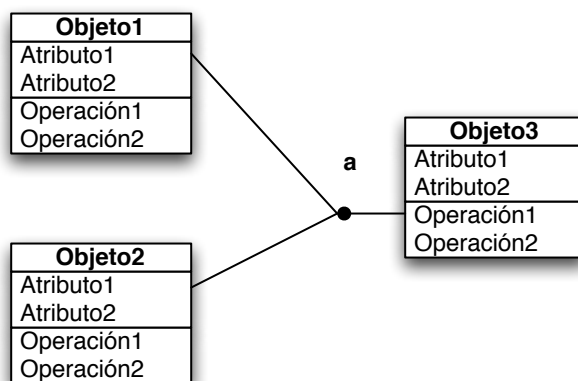 Objeto1
Atributo1
Atributo2
Operación1
Operación2
a
Objeto3
Atributo1
Atributo2
Operación1
Operación2
Objeto2
Atributo1
Atributo2
Operación1
Operación2